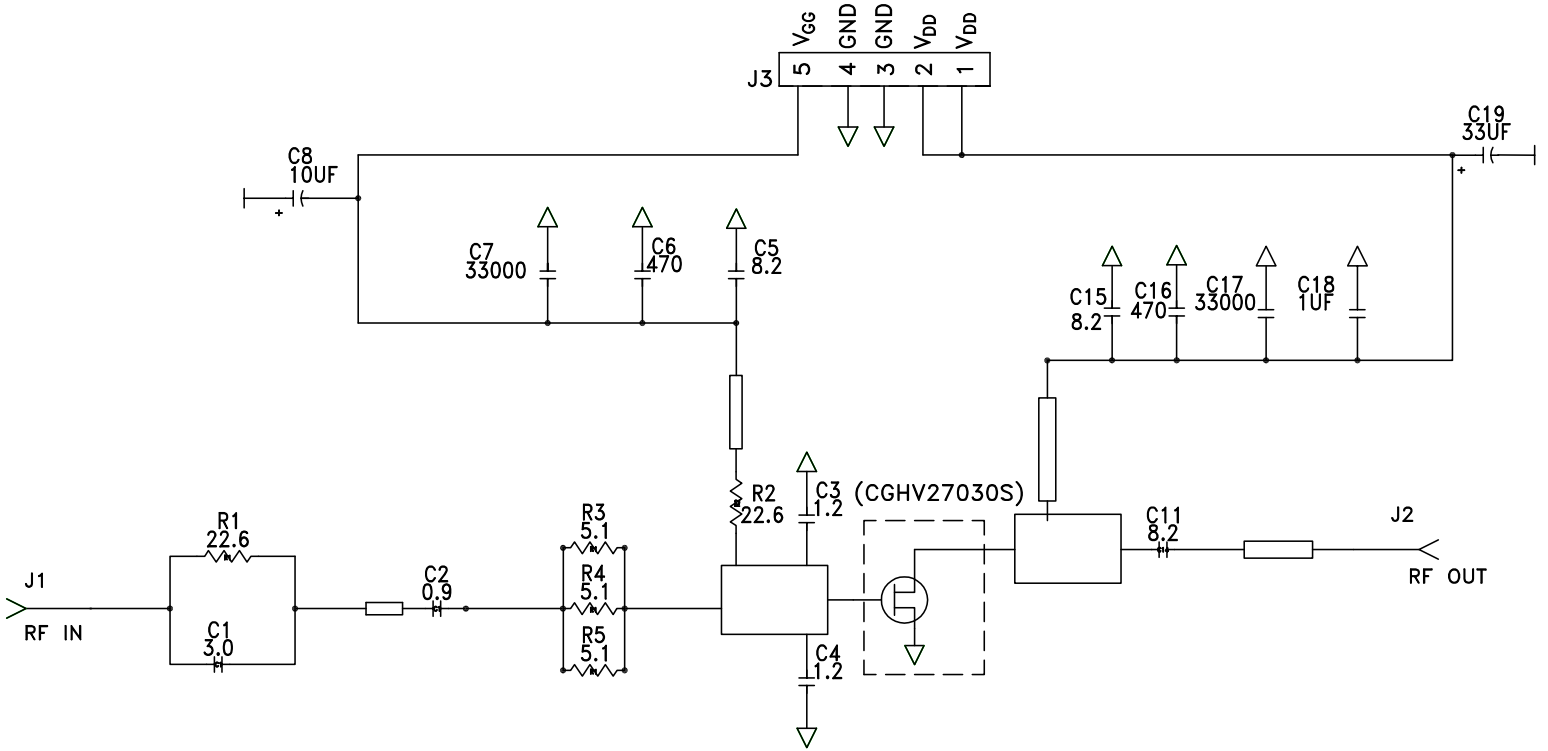 VGG GND GND VDD VDD
J3 5 4 3 2 1
C8
10UF
+
C19
33UF
+
C7
33000
C6
470
C5
8.2
C15
8.2
C16
470
C17
33000
C18
1UF
R2
22.6
C3
1.2
(CGHV27030S)
C11
8.2
J2
RF OUT
R1
22.6
J1
RF IN
C1
3.0
C2
0.9
R3
5.1
R4
5.1
R5
5.1
C4
1.2